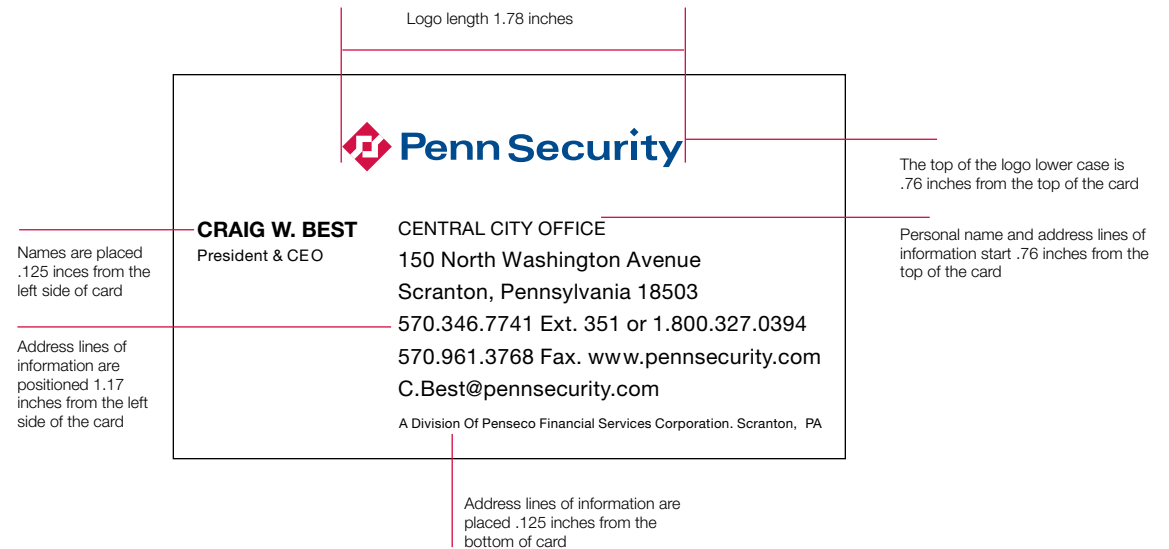 Logo length 1.78 inches
Penn Security
The top of the logo lower case is
.76 inches from the top of the card
CRAIG W. BEST
President & CEO
CENTRAL CITY OFFICE
150 North Washington Avenue
Scranton, Pennsylvania 18503
570.346.7741 Ext. 351 or 1.800.327.0394
570.961.3768 Fax. www.pennsecurity.com
C.Best@pennsecurity.com
A Division Of Penseco Financial Services Corporation. Scranton, PA
Personal name and address lines of
information start .76 inches from the
top of the card
Names are placed
.125 inces from the
left side of card
Address lines of
information are
positioned 1.17
inches from the left
side of the card
Address lines of information are
placed .125 inches from the
bottom of card